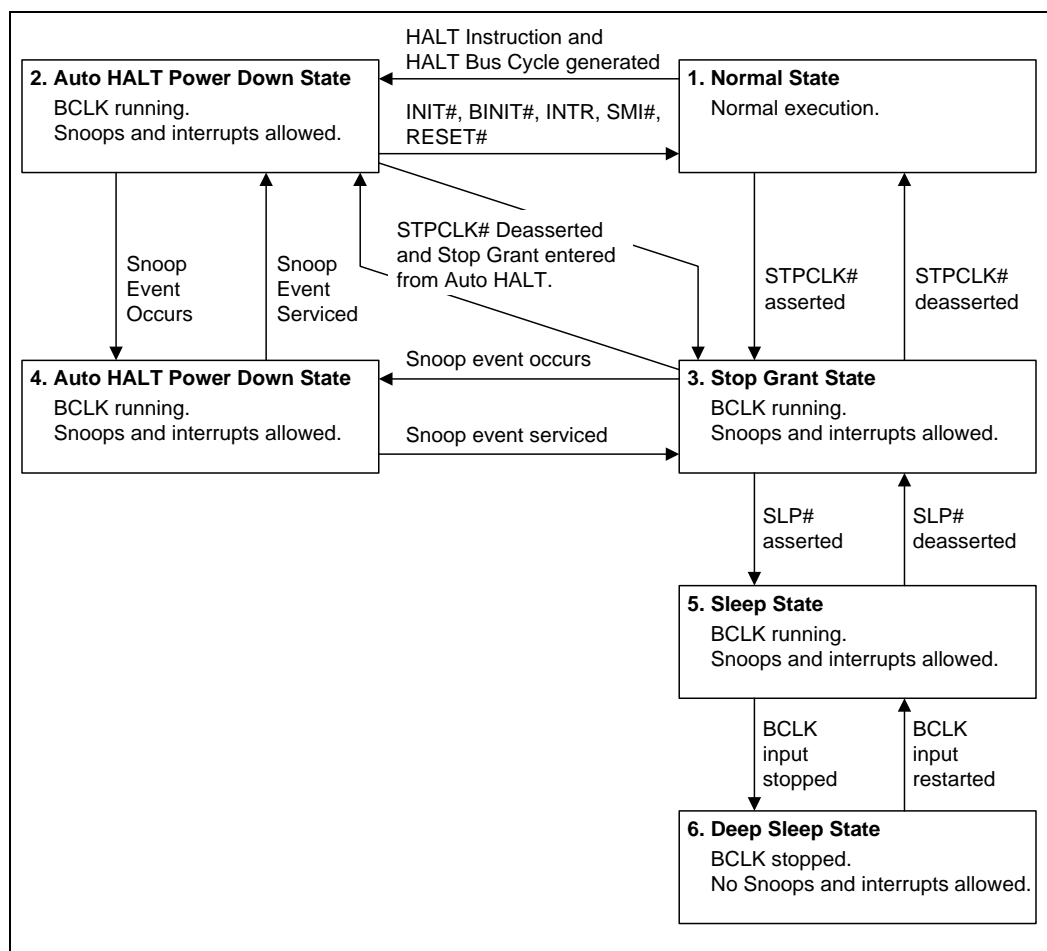 HALT Instruction and
HALT Bus Cycle generated
2. Auto HALT Power Down State
BCLK running.
Snoops and interrupts allowed.
1. Normal State
Normal execution.
INIT#, BINIT#, INTR, SMI#,
RESET#
STPCLK# Deasserted
and Stop Grant entered
from Auto HALT.
Snoop
Event
Occurs
Snoop
Event
Serviced
STPCLK#
asserted
STPCLK#
deasserted
4. Auto HALT Power Down State
BCLK running.
Snoops and interrupts allowed.
Snoop event occurs
Snoop event serviced
3. Stop Grant State
BCLK running.
Snoops and interrupts allowed.
SLP#
asserted
SLP#
deasserted
5. Sleep State
BCLK running.
Snoops and interrupts allowed.
BCLK
input
stopped
BCLK
input
restarted
6. Deep Sleep State
BCLK stopped.
No Snoops and interrupts allowed.